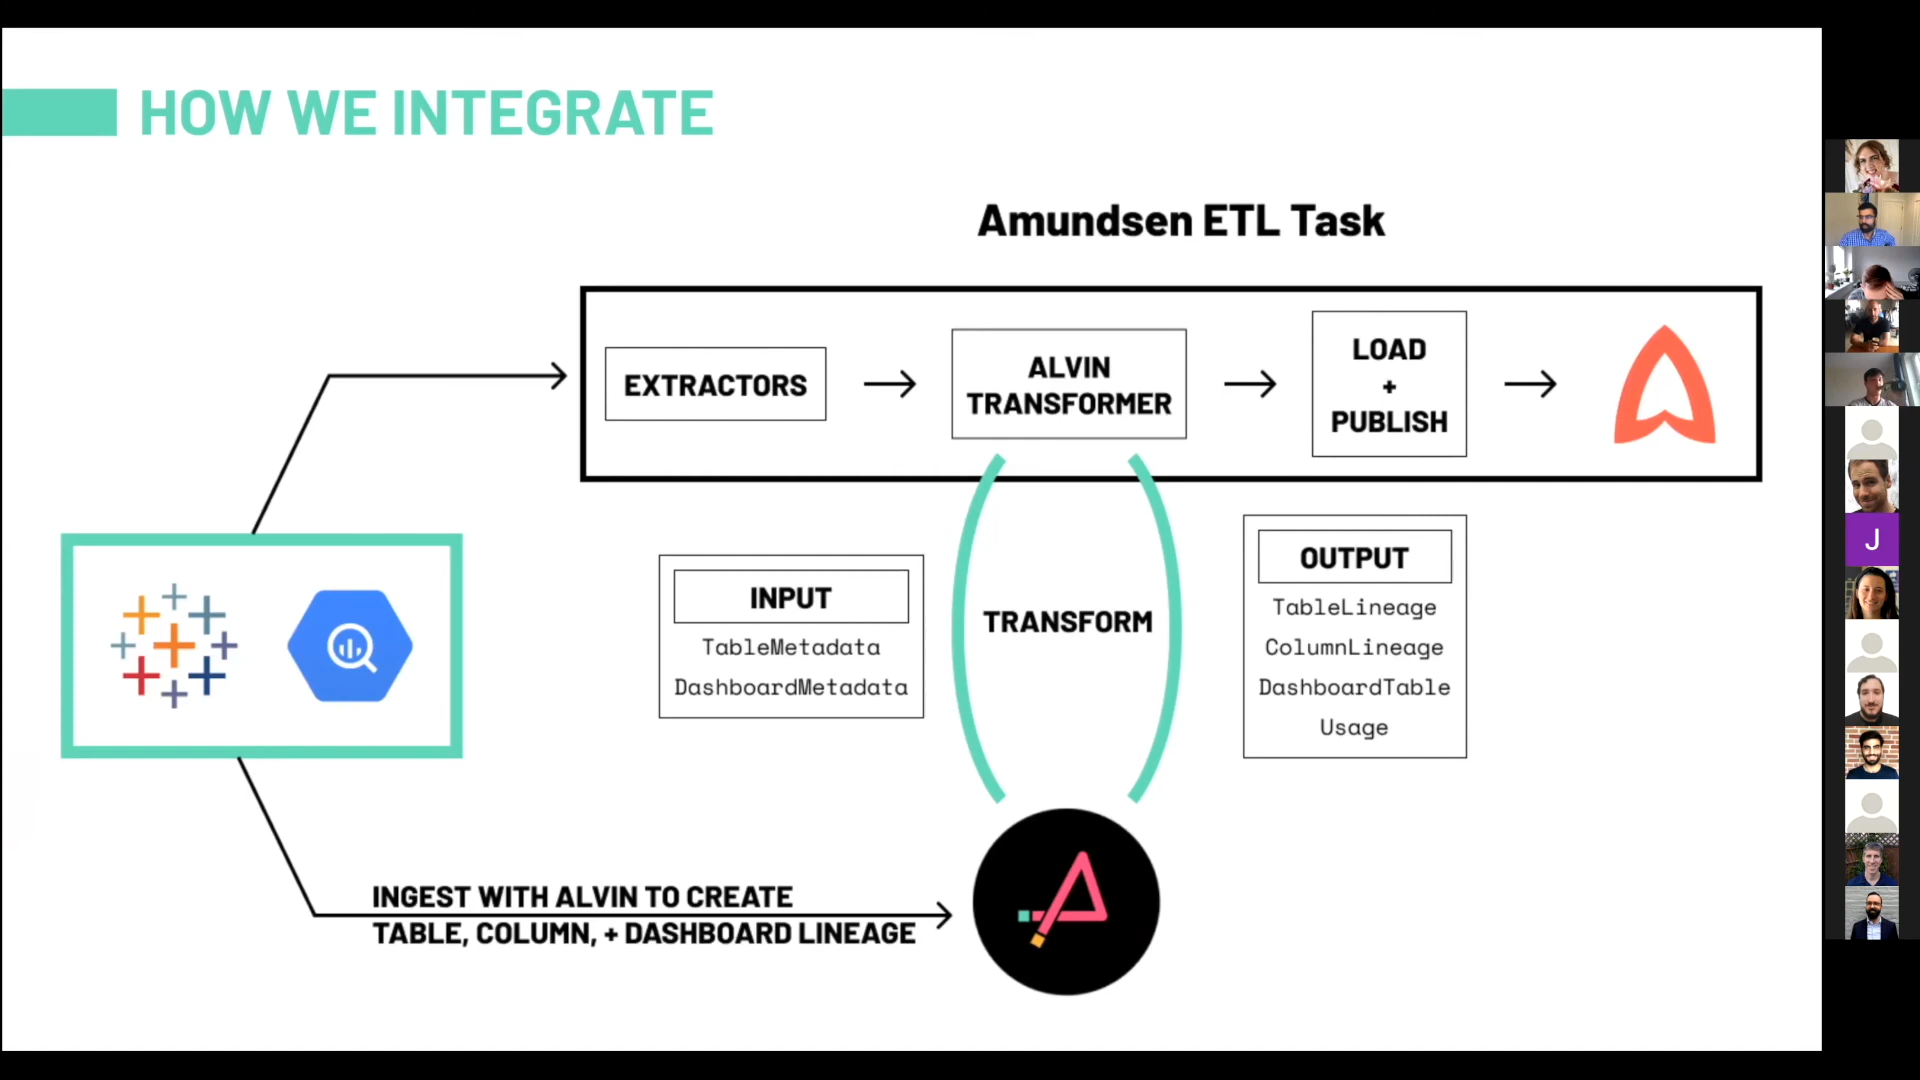 HOW WE INTEGRATE
Amundsen ETL Task
EXTRACTORS
ALVIN
TRANSFORMER
LOAD
+
PUBLISH
INPUT
TableMetadata
DashboardMetadata
TRANSFORM
OUTPUT
TableLineage
ColumnLineage
DashboardTable
Usage
INGEST WITH ALVIN TO CREATE
TABLE, COLUMN, + DASHBOARD LINEAGE
J